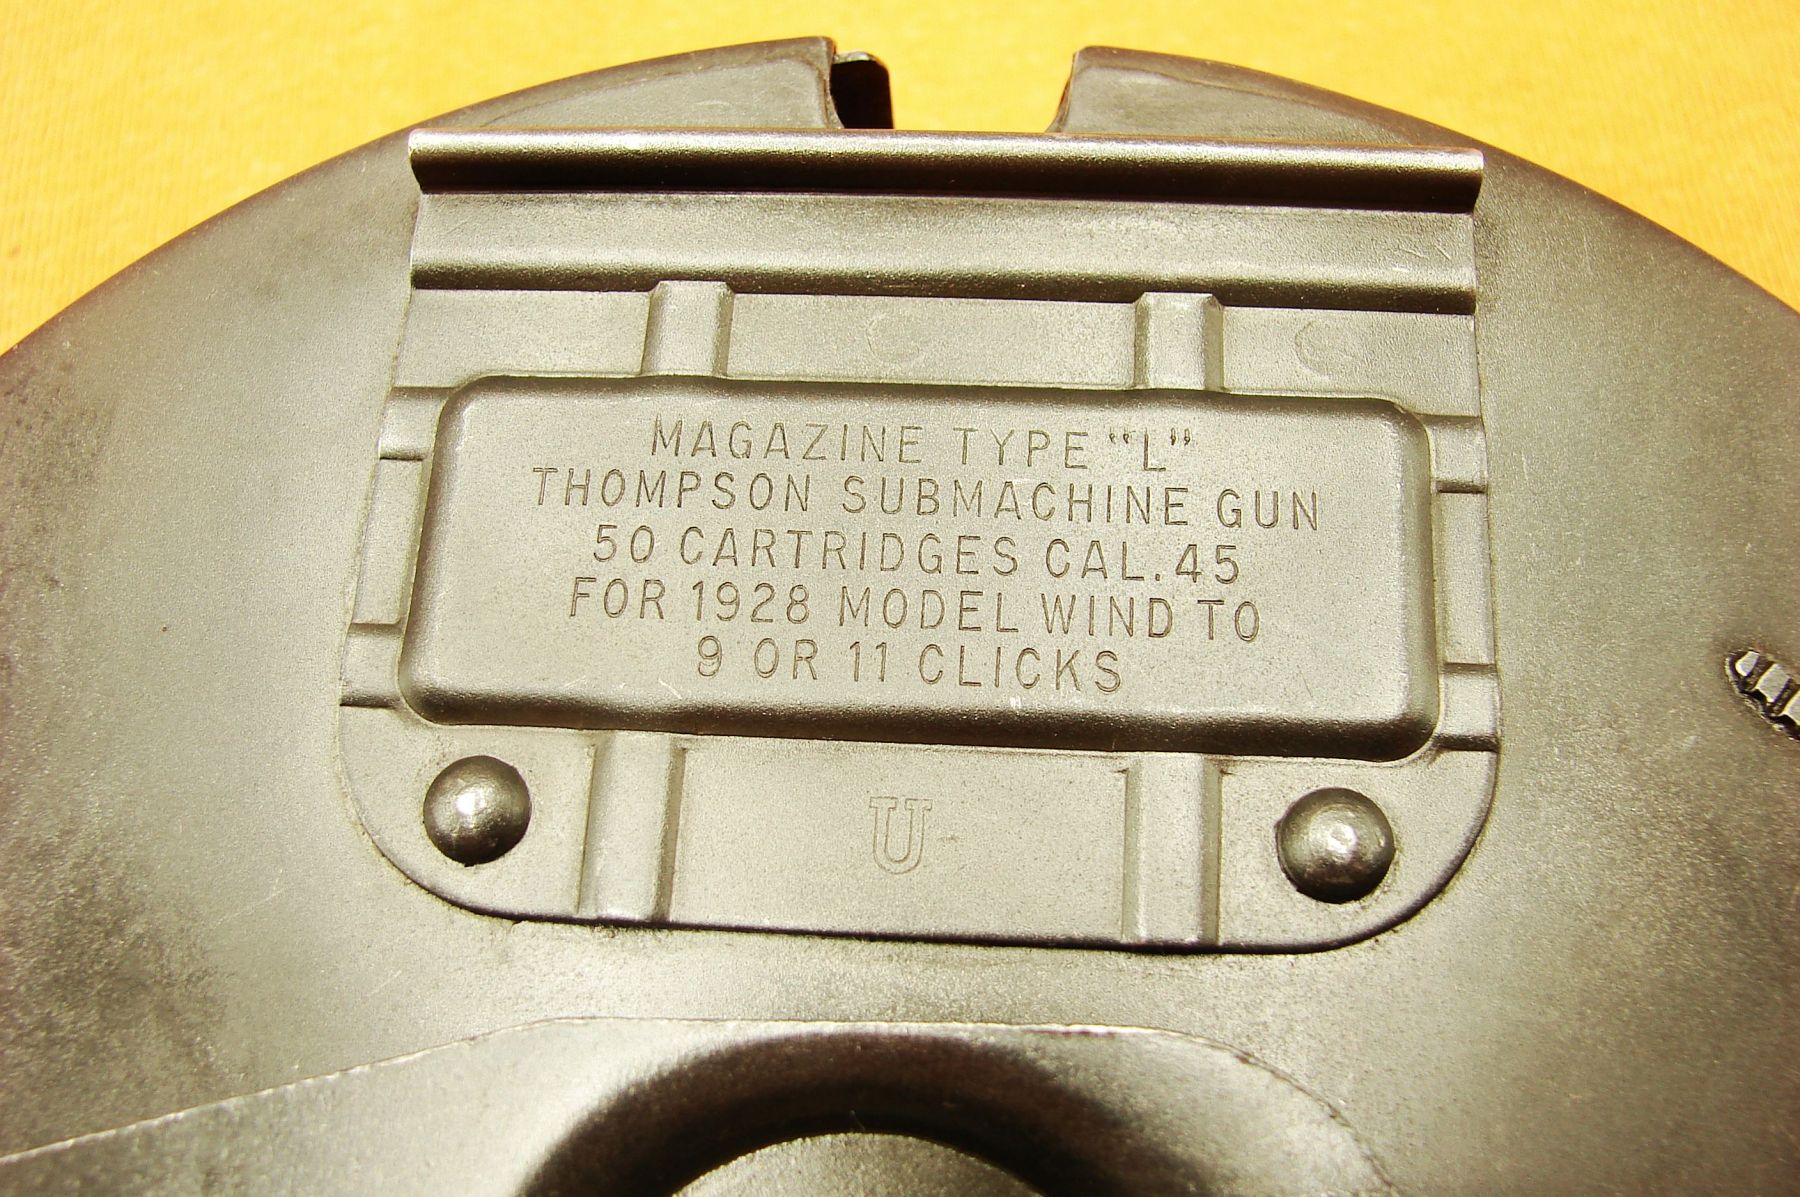 MAGAZINE TYPE "L"
THOMPSON SUBMACHINE GUN
50 CARTRIDGES CAL. 45
FOR 1928 MODEL WIND TO
9 OR 11 CLICKS
U